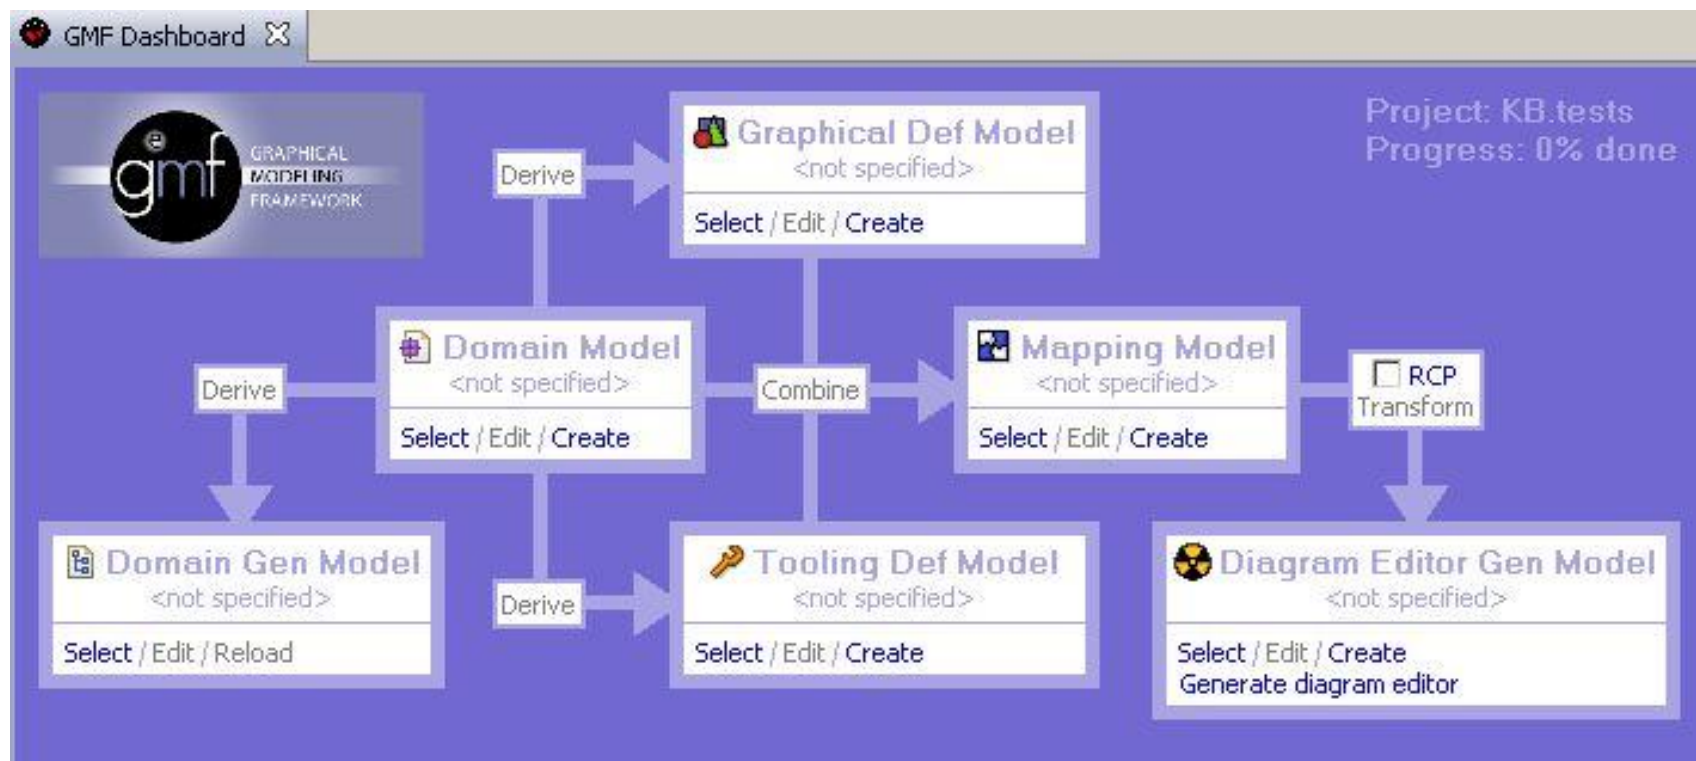 GMF Dashboard
e
gmf
GRAPHICAL
MODELING
FRAMEWORK
Project: KB.tests
Progress: 0% done
Derive
Graphical Def Model
<not specified>
Select / Edit / Create
Derive
Domain Model
<not specified>
Select / Edit / Create
Combine
Mapping Model
<not specified>
Select / Edit / Create
RCP
Transform
Domain Gen Model
<not specified>
Select / Edit / Reload
Derive
Tooling Def Model
<not specified>
Select / Edit / Create
Diagram Editor Gen Model
<not specified>
Select / Edit / Create
Generate diagram editor